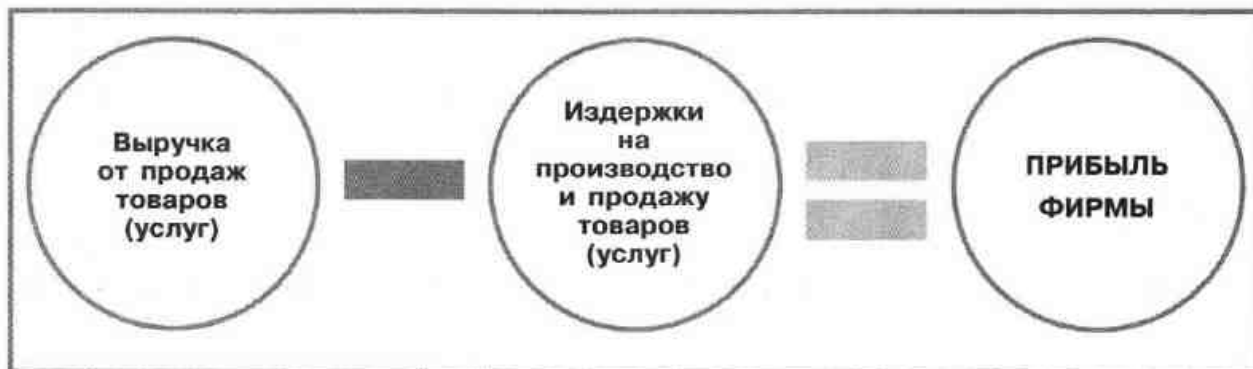 Выручка
от продаж
товаров
(услуг)
Издержки
на
производство
и продажу
товаров
(услуг)
ПРИБЫЛЬ
ФИРМЫ